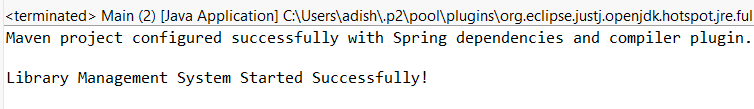 <terminated> Main (2) [Java Application] C:\Users\adish\.p2\pool\plugins\org.eclipse.justj.openjdk.hotspot.jre.ful
Maven project configured successfully with Spring dependencies and compiler plugin.
Library Management System Started Successfully!